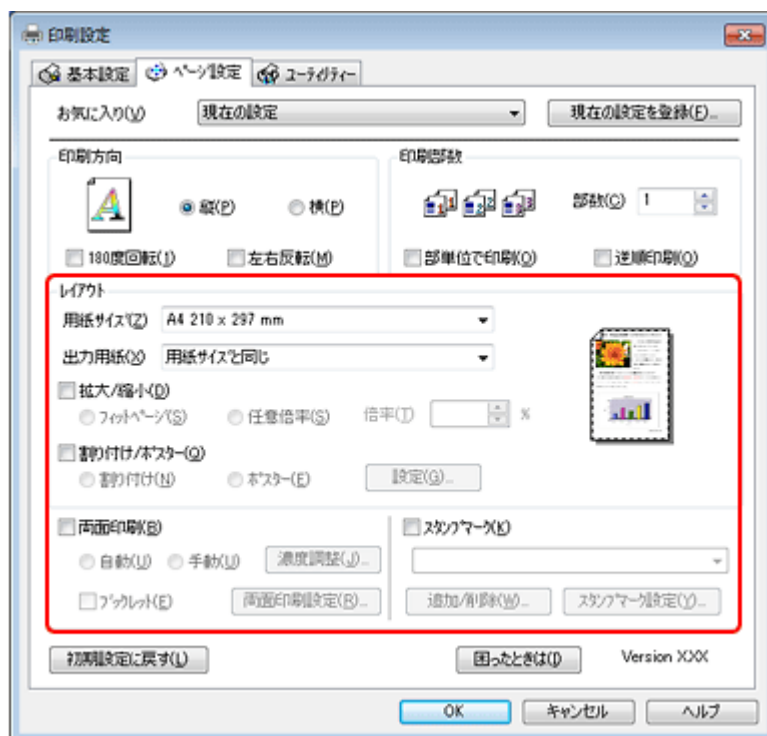 印刷設定
基本設定 ページ設定 ユーティリティー
お気に入り(V) 現在の設定 現在の設定を登録(F)...
印刷方向 印刷部数
縦(P) 横(P) 部数(C) 1
180度回転(1) 左右反転(M) 部単位で印刷(O) 逆順印刷(O)
レイアウト
用紙サイズ(Z) A4 210 x 297 mm
出力用紙(X) 用紙サイズと同じ
拡大/縮小(D)
フィットページ(S) 任意倍率(S) 倍率(T) %
割り付け/ポスター(Q)
割り付け(N) ポスター(E) 設定(G)...
両面印刷(B) スタンプマーク(K)
自動(U) 手動(U) 濃度調整(J)...
ブックレット(E) 両面印刷設定(R)... 追加/削除(W)... スタンプマーク設定(Y)...
初期設定に戻す(L) 困ったときは(I) Version XXX
OK キャンセル ヘルプ